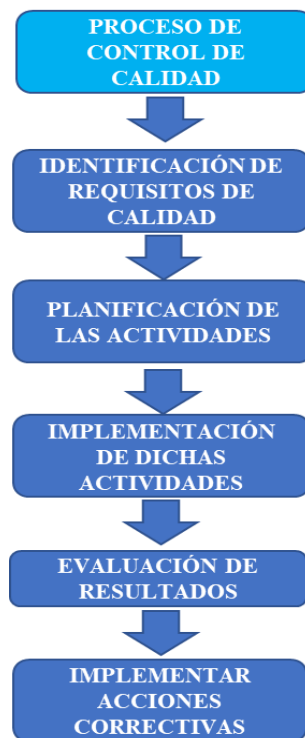 PROCESO DE
CONTROL DE
CALIDAD
IDENTIFICACIÓN DE
REQUISITOS DE
CALIDAD
PLANIFICACIÓN DE
LAS ACTIVIDADES
IMPLEMENTACIÓN
DE DICHAS
ACTIVIDADES
EVALUACIÓN DE
RESULTADOS
IMPLEMENTAR
ACCIONES
CORRECTIVAS